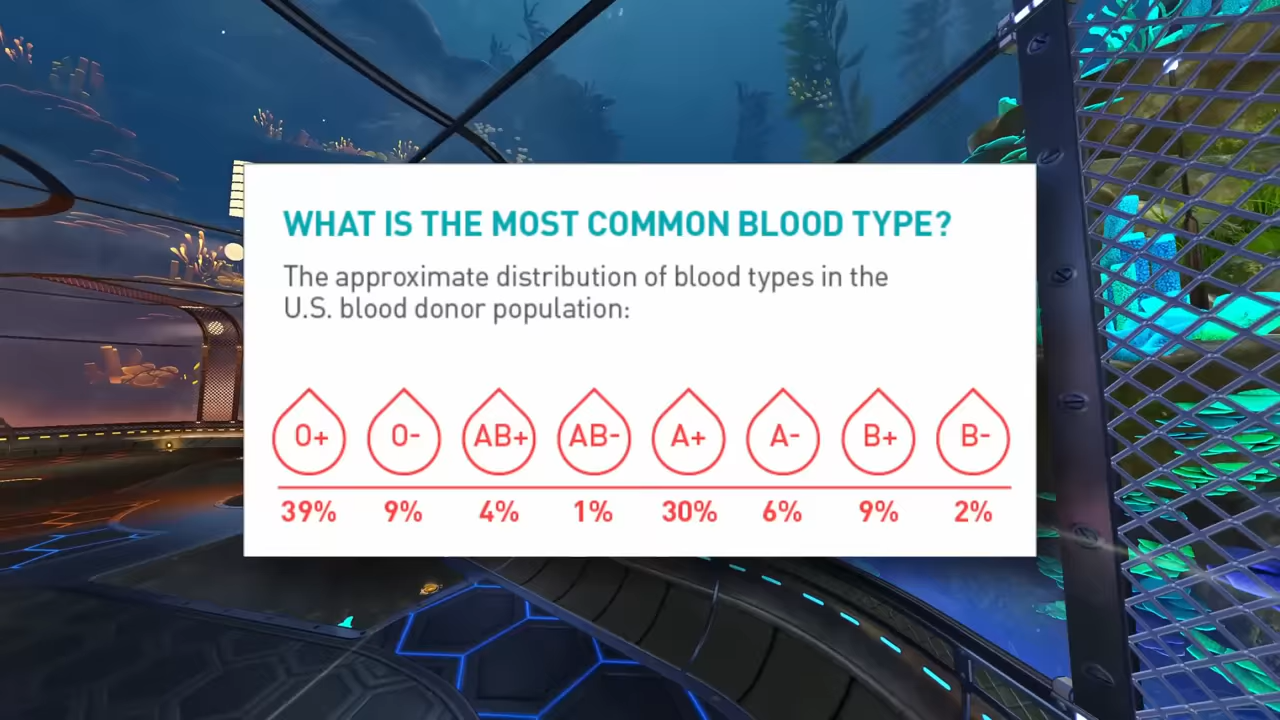 WHAT IS THE MOST COMMON BLOOD TYPE?
The approximate distribution of blood types in the
U.S. blood donor population:
O+ O- AB+ AB- A+ A- B+ B-
39% 9% 4% 1% 30% 6% 9% 2%